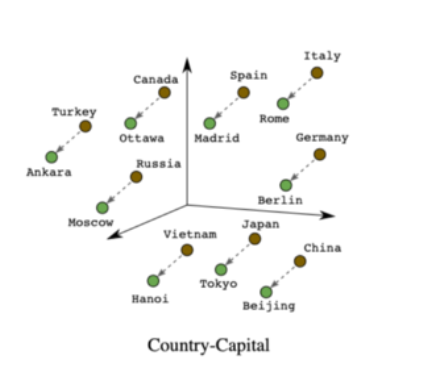 Italy
Canada
Spain
Turkey
Rome
Ottawa
Madrid
Germany
Ankara
Russia
Berlin
Moscow
Japan
Vietnam
China
Tokyo
Hanoi
Beijing
Country-Capital